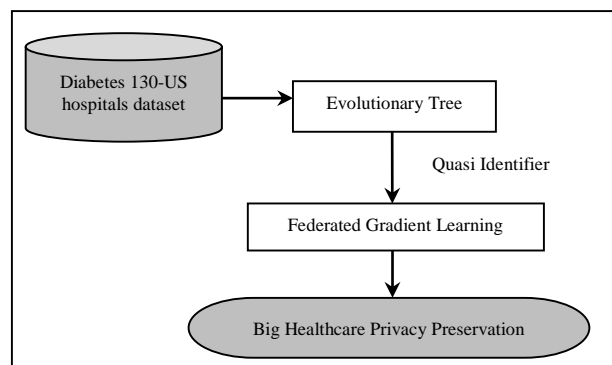 Diabetes 130-US
hospitals dataset
Evolutionary Tree
Quasi Identifier
Federated Gradient Learning
Big Healthcare Privacy Preservation